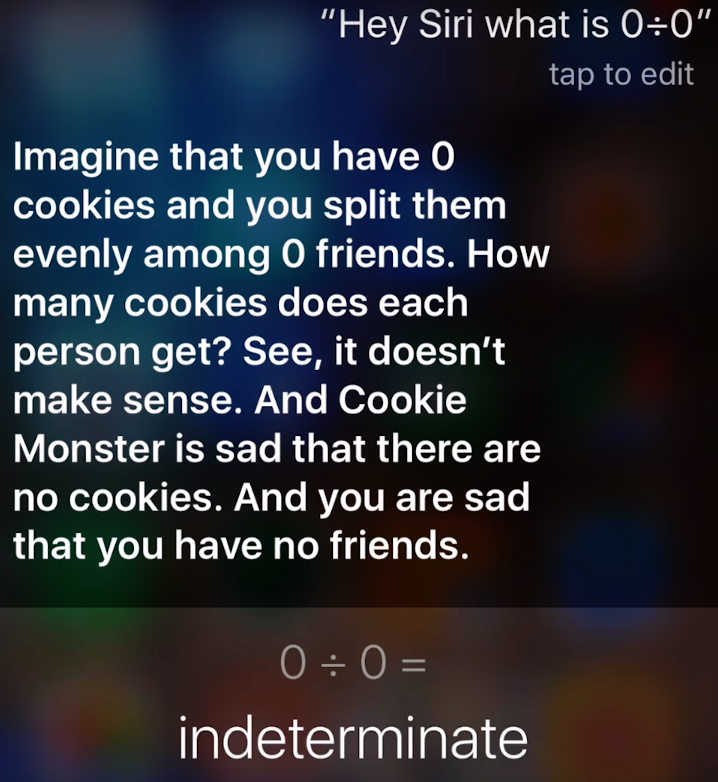 “Hey Siri what is 0÷0”
tap to edit
Imagine that you have 0
cookies and you split them
evenly among 0 friends. How
many cookies does each
person get? See, it doesn’t
make sense. And Cookie
Monster is sad that there are
no cookies. And you are sad
that you have no friends.
0 ÷ 0 =
indeterminate